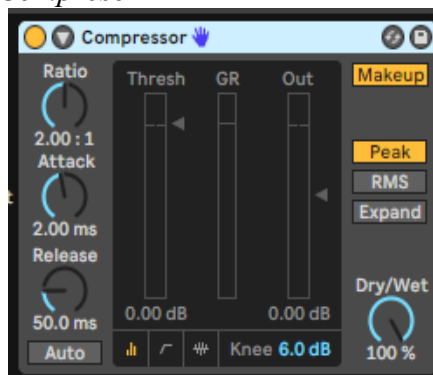 Compressor
Ratio
2.00 : 1
Attack
2.00 ms
Release
50.0 ms
Auto
Thresh GR Out
0.00 dB 0.00 dB
Knee 6.0 dB
Makeup
Peak
RMS
Expand
Dry/Wet
100 %